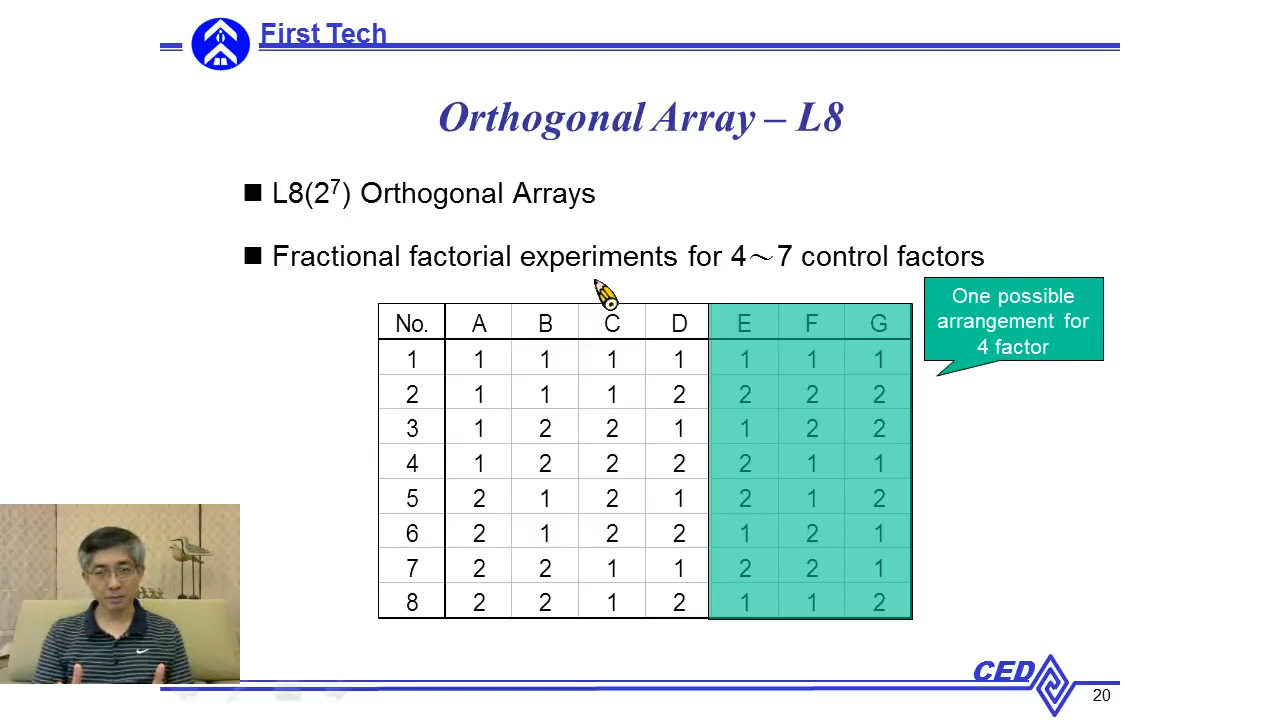 First Tech
Orthogonal Array – L8
L8(2⁷) Orthogonal Arrays
Fractional factorial experiments for 4～7 control factors
One possible
arrangement for
4 factor
No. A B C D E F G
1 1 1 1 1 1 1 1
2 1 1 1 2 2 2 2
3 1 2 2 1 1 2 2
4 1 2 2 2 2 1 1
5 2 1 2 1 2 1 2
6 2 1 2 2 1 2 1
7 2 2 1 1 2 2 1
8 2 2 1 2 1 1 2
CED
20